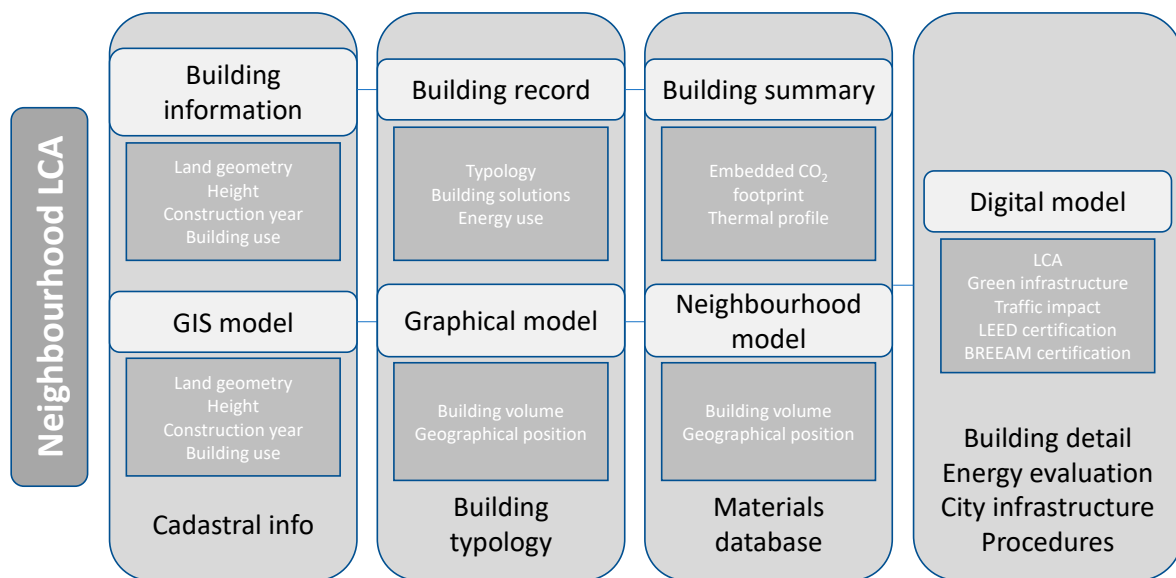 Neighbourhood LCA
Building
information
Land geometry
Height
Construction year
Building use
GIS model
Land geometry
Height
Construction year
Building use
Cadastral info
Building record
Typology
Building solutions
Energy use
Graphical model
Building volume
Geographical position
Building
typology
Building summary
Embedded CO₂
footprint
Thermal profile
Neighbourhood
model
Building volume
Geographical position
Materials
database
Digital model
LCA
Green infrastructure
Traffic impact
LEED certification
BREEAM certification
Building detail
Energy evaluation
City infrastructure
Procedures